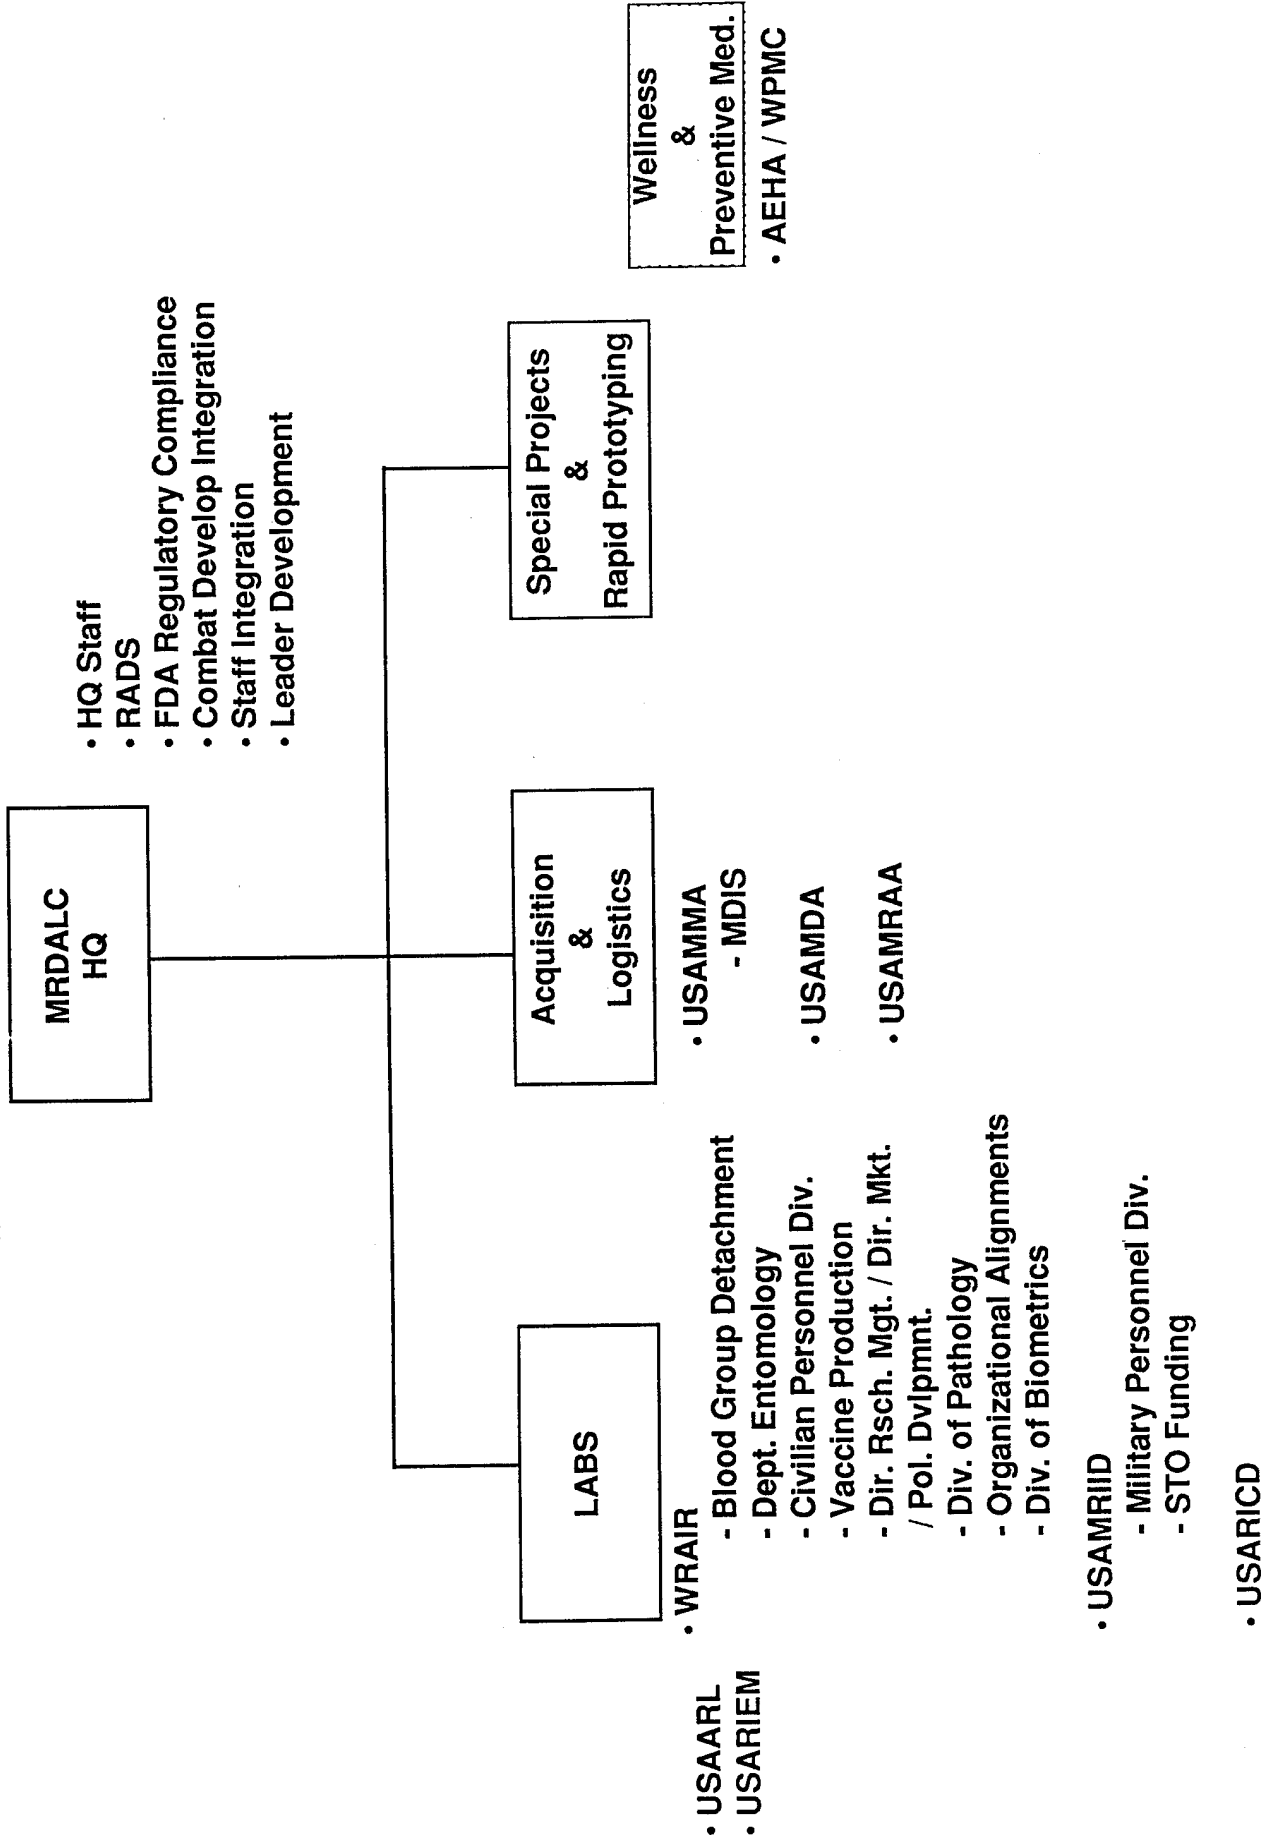 MRDALC
HQ
• HQ Staff
• RADS
• FDA Regulatory Compliance
• Combat Develop Integration
• Staff Integration
• Leader Development
LABS
Acquisition
&
Logistics
Special Projects
&
Rapid Prototyping
Wellness
&
Preventive Med.
• AEHA / WPMC
• USAARL
• USARIEM
• WRAIR
- Blood Group Detachment
- Dept. Entomology
- Civilian Personnel Div.
- Vaccine Production
- Dir. Rsch. Mgt. / Dir. Mkt.
/ Pol. Dvlpmnt.
- Div. of Pathology
- Organizational Alignments
- Div. of Biometrics
• USAMRIID
- Military Personnel Div.
- STO Funding
• USARICD
• USAMMA
- MDIS
• USAMDA
• USAMRAA